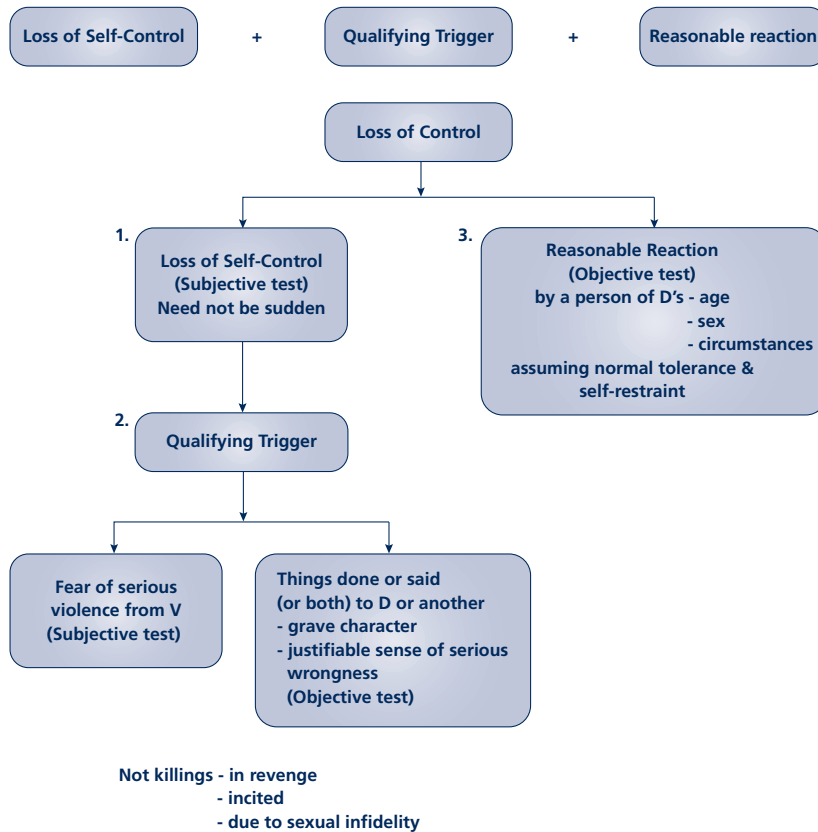 Loss of Self-Control + Qualifying Trigger + Reasonable reaction
Loss of Control
1.
Loss of Self-Control
(Subjective test)
Need not be sudden
2.
Qualifying Trigger
Fear of serious
violence from V
(Subjective test)
Things done or said
(or both) to D or another
- grave character
- justifiable sense of serious
wrongness
(Objective test)
3.
Reasonable Reaction
(Objective test)
by a person of D's - age
- sex
- circumstances
assuming normal tolerance &
self-restraint
Not killings - in revenge
- incited
- due to sexual infidelity